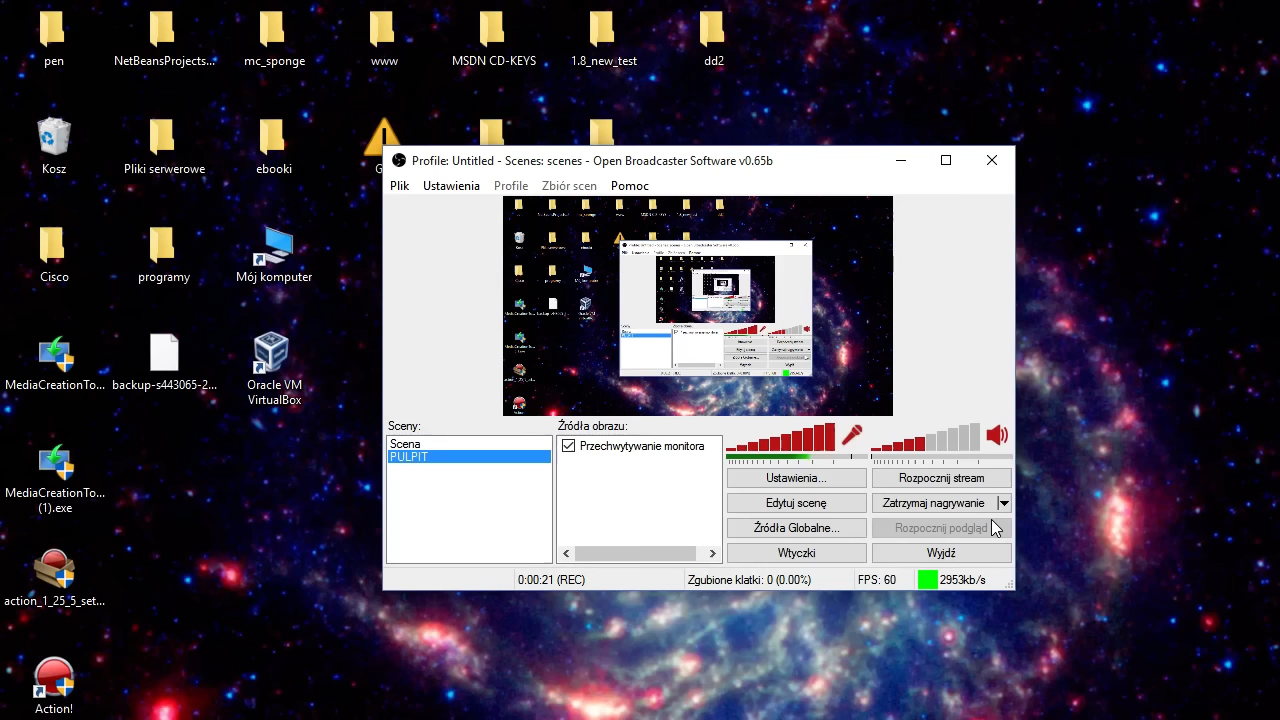 pen
NetBeansProjects...
mc_sponge
www
MSDN CD-KEYS
1.8_new_test
dd2
Kosz
Pliki serwerowe
ebooki
G
Cisco
programy
Mój komputer
MediaCreationTo...
backup-s443065-2...
Oracle VM
VirtualBox
MediaCreationTo...
(1).exe
action_1_25_5_set...
Action!
Profile: Untitled - Scenes: scenes - Open Broadcaster Software v0.65b
Plik Ustawienia Profile Zbiór scen Pomoc
Sceny:
Scena
PULPIT
Źródła obrazu:
Przechwytywanie monitora
Ustawienia...
Rozpocznij stream
Edytuj scenę
Zatrzymaj nagrywanie
Źródła Globalne...
Rozpocznij podgląd
Wtyczki
Wyjdź
0:00:21 (REC)
Zgubione klatki: 0 (0.00%)
FPS: 60
2953kb/s